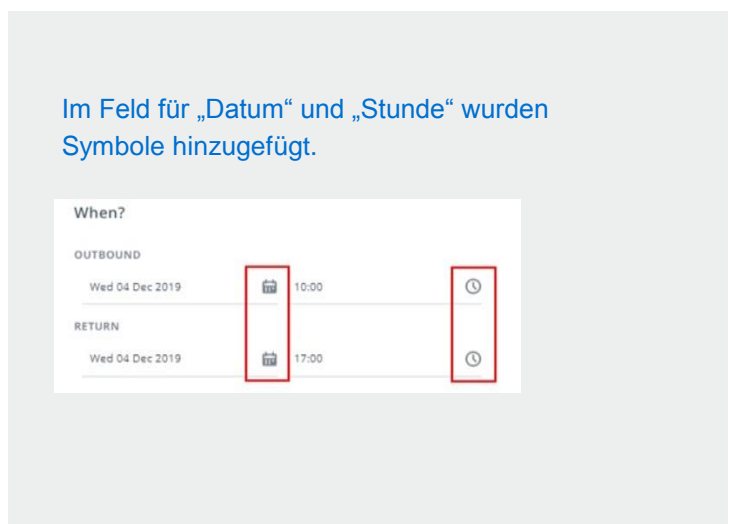 Im Feld für „Datum“ und „Stunde“ wurden
Symbole hinzugefügt.
When?
OUTBOUND
Wed 04 Dec 2019 10:00
RETURN
Wed 04 Dec 2019 17:00